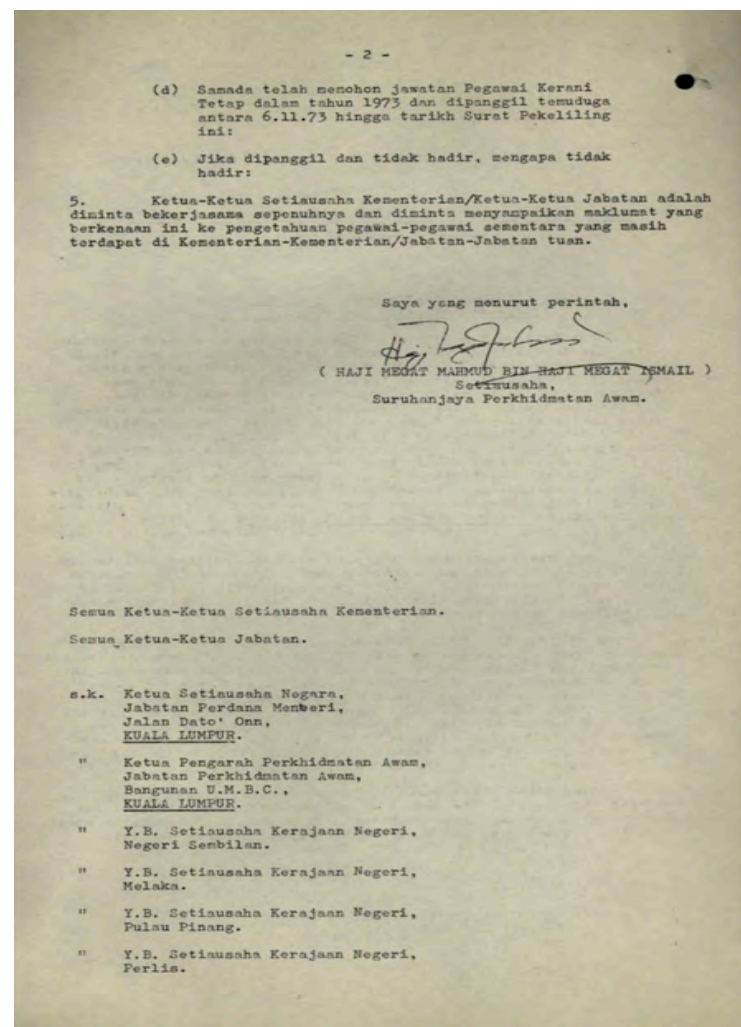 - 2 -
(d) Samada telah memohon jawatan Pegawai Kerani
Tetap dalam tahun 1973 dan dipanggil temuduga
antara 6.11.73 hingga tarikh Surat Pekeliling
ini:
(e) Jika dipanggil dan tidak hadir, mengapa tidak
hadir:
5. Ketua-Ketua Setiausaha Kementerian/Ketua-Ketua Jabatan adalah
diminta bekerjasama sepenuhnya dan diminta menyampaikan maklumat yang
berkenaan ini ke pengetahuan pegawai-pegawai sementara yang masih
terdapat di Kementerian-Kementerian/Jabatan-Jabatan tuan.
Saya yang menurut perintah,
( HAJI MEGAT MAHMUD BIN HAJI MEGAT ISMAIL )
Setiausaha,
Suruhanjaya Perkhidmatan Awam.
Semua Ketua-Ketua Setiausaha Kementerian.
Semua Ketua-Ketua Jabatan.
s.k. Ketua Setiausaha Negara,
Jabatan Perdana Menteri,
Jalan Dato' Onn,
KUALA LUMPUR.
" Ketua Pengarah Perkhidmatan Awam,
Jabatan Perkhidmatan Awam,
Bangunan U.M.B.C.,
KUALA LUMPUR.
" Y.B. Setiausaha Kerajaan Negeri,
Negeri Sembilan.
" Y.B. Setiausaha Kerajaan Negeri,
Melaka.
" Y.B. Setiausaha Kerajaan Negeri,
Pulau Pinang.
" Y.B. Setiausaha Kerajaan Negeri,
Perlis.